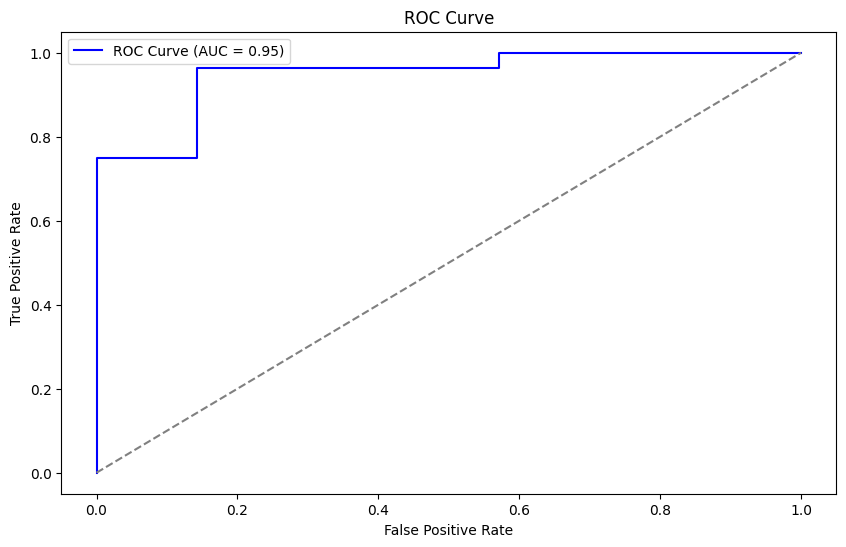 ROC Curve
ROC Curve (AUC = 0.95)
1.0
0.8
0.6
0.4
0.2
0.0
True Positive Rate
0.0 0.2 0.4 0.6 0.8 1.0
False Positive Rate